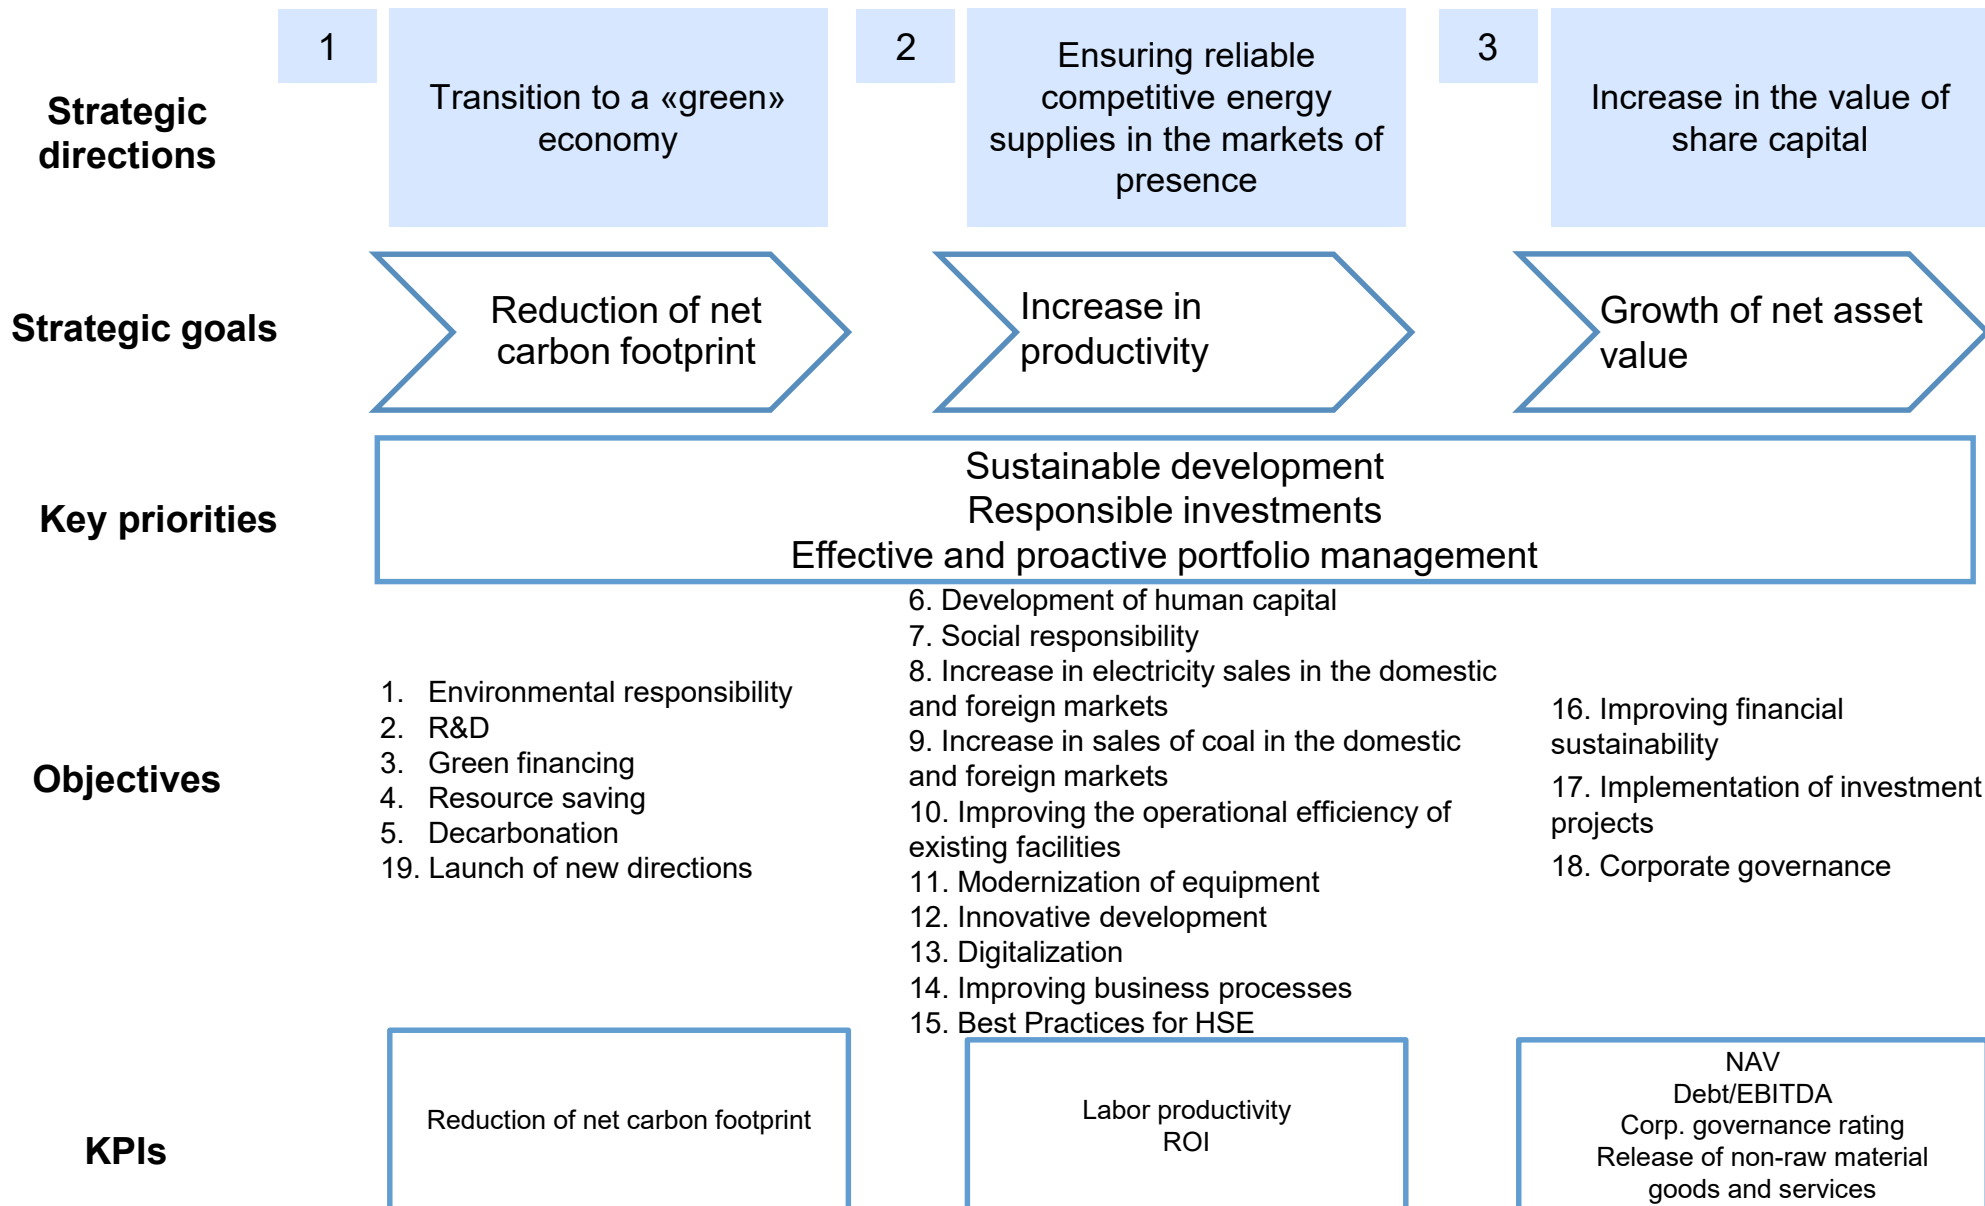 Strategic
directions
1
Transition to a «green»
economy
2
Ensuring reliable
competitive energy
supplies in the markets of
presence
3
Increase in the value of
share capital
Strategic goals
Reduction of net
carbon footprint
Increase in
productivity
Growth of net asset
value
Key priorities
Sustainable development
Responsible investments
Effective and proactive portfolio management
Objectives
1. Environmental responsibility
2. R&D
3. Green financing
4. Resource saving
5. Decarbonation
19. Launch of new directions
6. Development of human capital
7. Social responsibility
8. Increase in electricity sales in the domestic
and foreign markets
9. Increase in sales of coal in the domestic
and foreign markets
10. Improving the operational efficiency of
existing facilities
11. Modernization of equipment
12. Innovative development
13. Digitalization
14. Improving business processes
15. Best Practices for HSE
16. Improving financial
sustainability
17. Implementation of investment
projects
18. Corporate governance
KPIs
Reduction of net carbon footprint
Labor productivity
ROI
NAV
Debt/EBITDA
Corp. governance rating
Release of non-raw material
goods and services